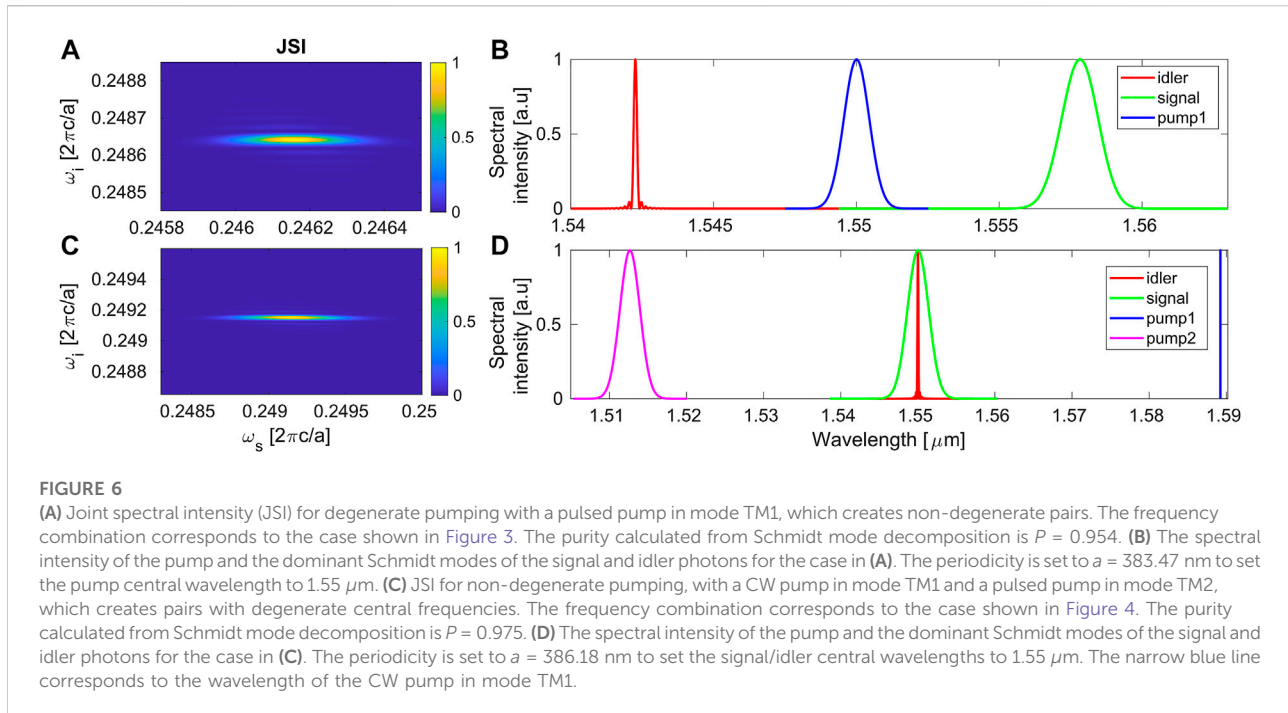 A
JSI
ω_i [2πc/a]
0.2488
0.2487
0.2486
0.2485
1
0.5
0
0.2458 0.246 0.2462 0.2464
B
Spectral
intensity [a.u]
1
0.5
0
idler
signal
pump1
1.54 1.545 1.55 1.555 1.56
C
ω_i [2πc/a]
0.2494
0.2492
0.249
0.2488
1
0.5
0
0.2485 0.249 0.2495 0.25
ω_s [2πc/a]
D
Spectral
intensity [a.u]
1
0.5
0
idler
signal
pump1
pump2
1.51 1.52 1.53 1.54 1.55 1.56 1.57 1.58 1.59
Wavelength [μm]
FIGURE 6
(A) Joint spectral intensity (JSI) for degenerate pumping with a pulsed pump in mode TM1, which creates non-degenerate pairs. The frequency
combination corresponds to the case shown in Figure 3. The purity calculated from Schmidt mode decomposition is P = 0.954. (B) The spectral
intensity of the pump and the dominant Schmidt modes of the signal and idler photons for the case in (A). The periodicity is set to a = 383.47 nm to set
the pump central wavelength to 1.55 μm. (C) JSI for non-degenerate pumping, with a CW pump in mode TM1 and a pulsed pump in mode TM2,
which creates pairs with degenerate central frequencies. The frequency combination corresponds to the case shown in Figure 4. The purity
calculated from Schmidt mode decomposition is P = 0.975. (D) The spectral intensity of the pump and the dominant Schmidt modes of the signal and
idler photons for the case in (C). The periodicity is set to a = 386.18 nm to set the signal/idler central wavelengths to 1.55 μm. The narrow blue line
corresponds to the wavelength of the CW pump in mode TM1.